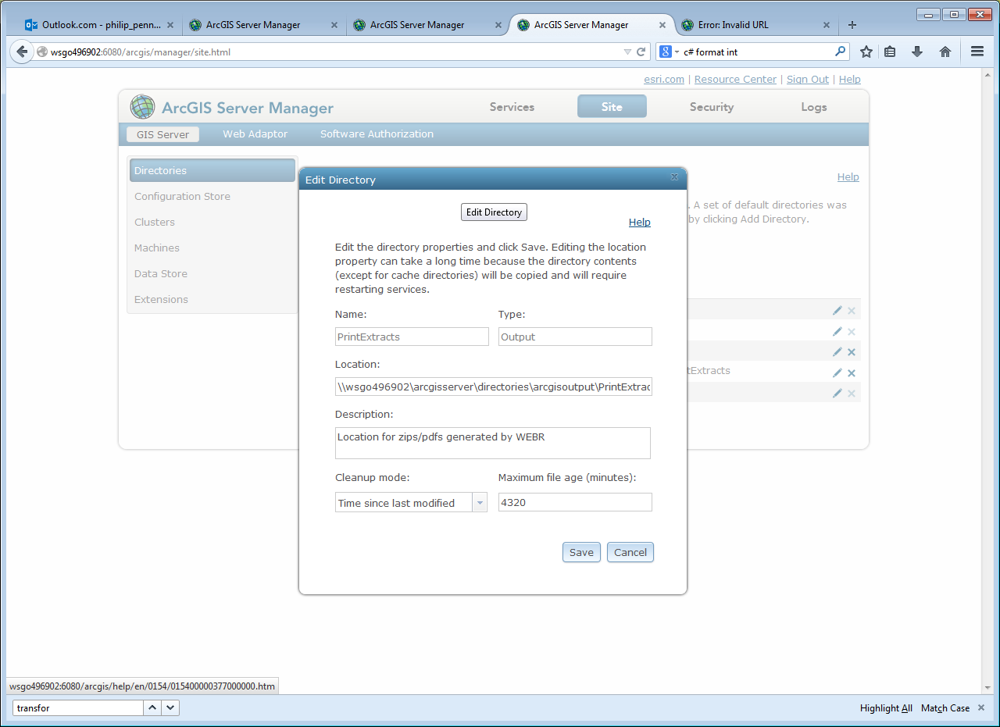 Outlook.com - philip_penn...
ArcGIS Server Manager
ArcGIS Server Manager
ArcGIS Server Manager
Error: Invalid URL
wsgo496902:6080/arcgis/manager/site.html
c# format int
esri.com | Resource Center | Sign Out | Help
ArcGIS Server Manager
Services
Site
Security
Logs
GIS Server
Web Adaptor
Software Authorization
Directories
Configuration Store
Clusters
Machines
Data Store
Extensions
Help
. A set of default directories was
by clicking Add Directory.
tExtracts
Edit Directory
Edit Directory
Help
Edit the directory properties and click Save. Editing the location
property can take a long time because the directory contents
(except for cache directories) will be copied and will require
restarting services.
Name:
Type:
PrintExtracts
Output
Location:
\\wsgo496902\arcgisserver\directories\arcgisoutput\PrintExtrac
Description:
Location for zips/pdfs generated by WEBR
Cleanup mode:
Maximum file age (minutes):
Time since last modified
4320
Save
Cancel
wsgo496902:6080/arcgis/help/en/0154/015400000377000000.htm
transfor
Highlight All
Match Case